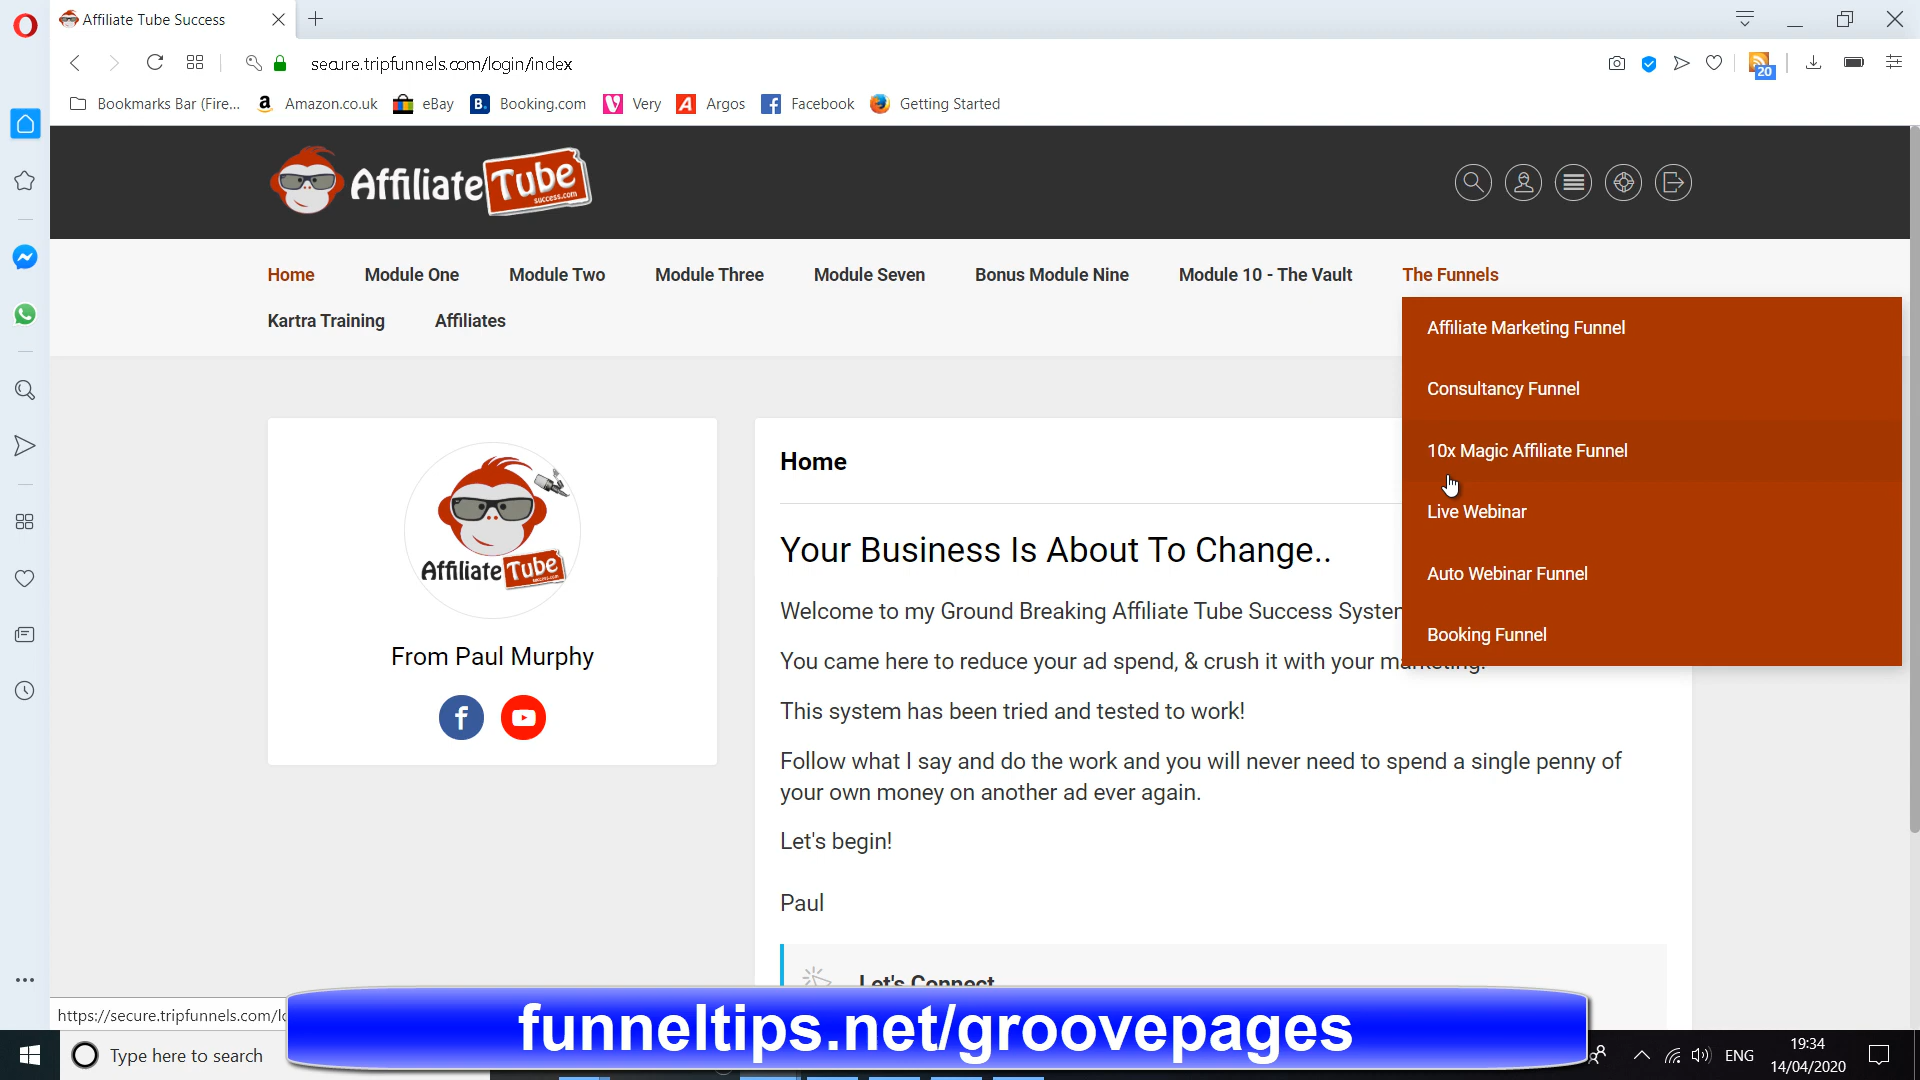 Affiliate Tube Success
secure.tripfunnels.com/login/index
20
Bookmarks Bar (Fire... Amazon.co.uk eBay Booking.com Very Argos Facebook Getting Started
Affiliate Tube success.com
Home Module One Module Two Module Three Module Seven Bonus Module Nine Module 10 - The Vault The Funnels
Kartra Training Affiliates
Affiliate Marketing Funnel
Consultancy Funnel
10x Magic Affiliate Funnel
Live Webinar
Auto Webinar Funnel
Booking Funnel
Affiliate Tube success.com
From Paul Murphy
Home
Your Business Is About To Change..
Welcome to my Ground Breaking Affiliate Tube Success
You came here to reduce your ad spend, & crush it with your
This system has been tried and tested to work!
Follow what I say and do the work and you will never need to spend a single penny of
your own money on another ad ever again.
Let's begin!
Paul
Let's Connect
https://secure.tripfunnels.com/
funneltips.net/groovepages
Type here to search
ENG
19:34
14/04/2020